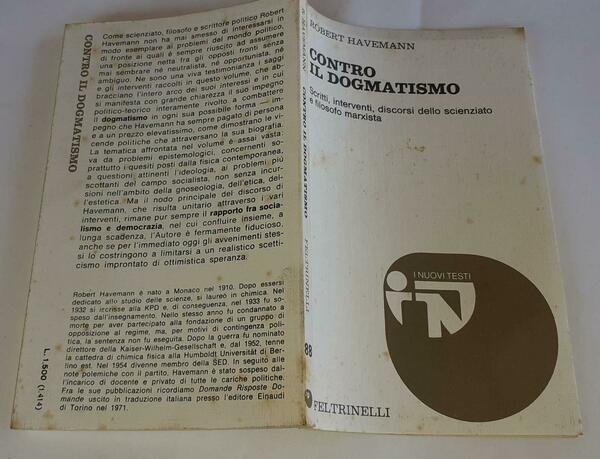 CONTRO IL DOGMATISMO
Come scienziato, filosofo e scrittore politico Robert
Havemann non ha mai smesso di interessarsi in
modo esemplare ai problemi del mondo politico,
di fronte ai quali è sempre riuscito ad assumere
una posizione netta fra gli opposti fronti senza
mai sembrare né neutralista, né opportunista o
ambiguo. Ne sono una viva testimonianza i saggi
e gli interventi raccolti in questo volume, che ab-
bracciano l'intero arco dei suoi interessi e in cui
si manifesta con grande chiarezza il suo impegno
politico-teorico interamente rivolto a combattere
il dogmatismo in ogni sua possibile forma — im-
pegno che Havemann ha sempre pagato di persona
e a un prezzo elevatissimo, come dimostrano le vi-
cende politiche che attraversano la sua biografia.
La tematica affrontata nel volume è assai vasta:
va da problemi epistemologici, concernenti so-
prattutto i quesiti posti dalla fisica contemporanea,
a questioni attinenti l'ideologia, ai problemi più
scottanti del campo socialista, non senza incur-
sioni nell'ambito della gnoseologia, dell'etica, del-
l'estetica. Ma il nodo principale del discorso di
Havemann, che risulta unitario attraverso i vari
interventi, rimane pur sempre il rapporto fra socia-
lismo e democrazia, nel cui confluire insieme, a
lunga scadenza, l'Autore è fermamente fiducioso,
anche se per l'immediato oggi gli avvenimenti stes-
si lo costringono a limitarsi a un realistico scetti-
cismo improntato di ottimistica speranza.
Robert Havemann è nato a Monaco nel 1910. Dopo essersi
dedicato allo studio delle scienze, si laureò in chimica. Nel
1932 si iscrisse alla KPD e, di conseguenza, nel 1933 fu so-
speso dall'insegnamento. Nello stesso anno fu condannato a
morte per aver partecipato alla fondazione di un gruppo di
opposizione al regime, ma, per motivi di contingenza poli-
tica, la sentenza non fu eseguita. Dopo la guerra fu nominato
direttore della Kaiser-Wilhelm-Gesellschaft e, dal 1952, tenne
la cattedra di chimica fisica alla Humboldt Universität di Ber-
lino est. Nel 1954 divenne membro della SED. In seguito alle
note polemiche con il partito, Havemann è stato sospeso dal-
l'incarico di docente e privato di tutte le cariche politiche.
Fra le sue pubblicazioni ricordiamo Domande Risposte Do-
mande uscito in traduzione italiana presso l'editore Einaudi
di Torino nel 1971.
L. 1.500 (1.414)
R. HAVEMANN CONTRO IL DOGMATISMO FELTRINELLI
88
ROBERT HAVEMANN
CONTRO
IL DOGMATISMO
Scritti, interventi, discorsi dello scienziato
e filosofo marxista
I NUOVI TESTI
FELTRINELLI